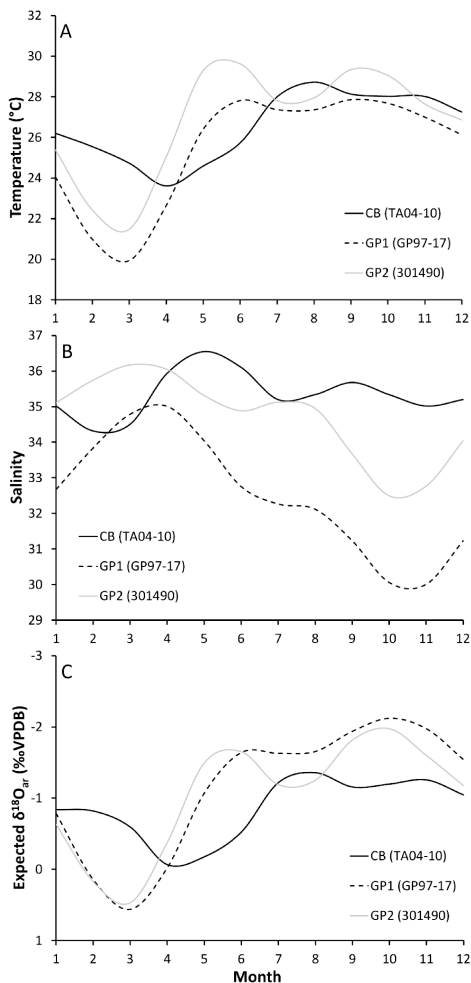 A
Temperature (°C)
32
30
28
26
24
22
20
18
CB (TA04-10)
GP1 (GP97-17)
GP2 (301490)
1 2 3 4 5 6 7 8 9 10 11 12
B
Salinity
37
36
35
34
33
32
31
30
29
CB (TA04-10)
GP1 (GP97-17)
GP2 (301490)
1 2 3 4 5 6 7 8 9 10 11 12
C
Expected δ¹⁸Oₐᵣ (‰VPDB)
-3
-2
-1
0
1
CB (TA04-10)
GP1 (GP97-17)
GP2 (301490)
1 2 3 4 5 6 7 8 9 10 11 12
Month